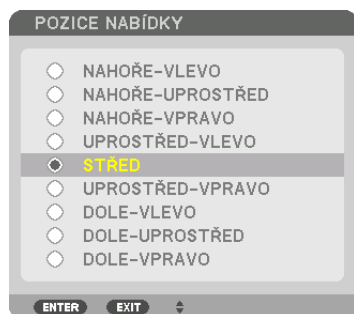 POZICE NABÍDKY
NAHOŘE-VLEVO
NAHOŘE-UPROSTŘED
NAHOŘE-VPRAVO
UPROSTŘED-VLEVO
STŘED
UPROSTŘED-VPRAVO
DOLE-VLEVO
DOLE-UPROSTŘED
DOLE-VPRAVO
ENTER EXIT